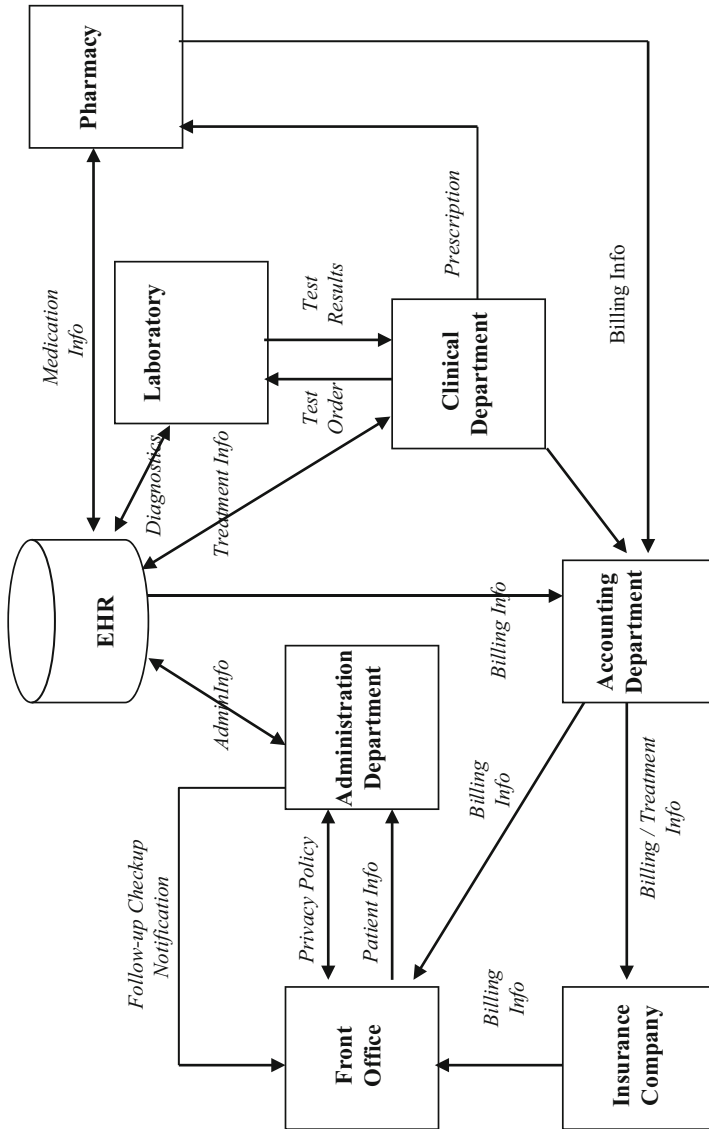 EHR
Pharmacy
Medication
Info
Laboratory
Diagnostics
Treatment Info
Test
Order
Test
Results
Clinical
Department
Prescription
Billing Info
AdminInfo
Administration
Department
Follow-up Checkup
Notification
Privacy Policy
Patient Info
Front
Office
Billing Info
Billing
Info
Accounting
Department
Billing / Treatment
Info
Billing
Info
Insurance
Company